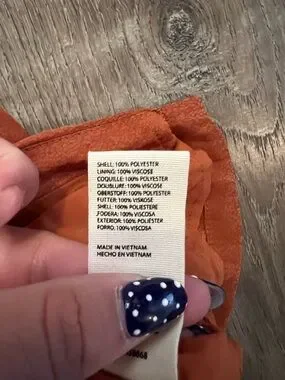 SHELL: 100% POLYESTER
LINING: 100% VISCOSE
COQUILLE: 100% POLYESTER
DOUBLURE: 100% VISCOSE
OBERSTOFF: 100% POLYESTER
FUTTER: 100% VISKOSE
SHELL: 100% POLIESTERE
FODERA: 100% VISCOSA
EXTERIOR: 100% POLIÉSTER
FORRO: 100% VISCOSA
MADE IN VIETNAM
HECHO EN VIETNAM